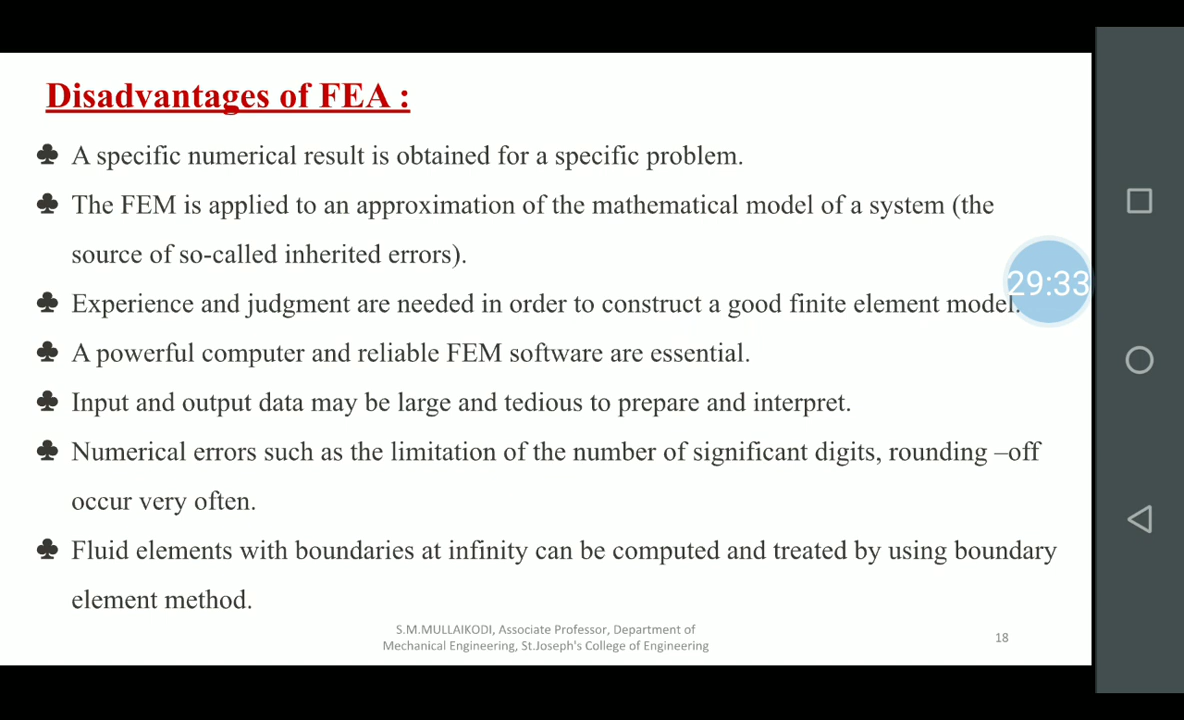 Disadvantages of FEA :
♣ A specific numerical result is obtained for a specific problem.
♣ The FEM is applied to an approximation of the mathematical model of a system (the
source of so-called inherited errors).
29:33
♣ Experience and judgment are needed in order to construct a good finite element model.
♣ A powerful computer and reliable FEM software are essential.
♣ Input and output data may be large and tedious to prepare and interpret.
♣ Numerical errors such as the limitation of the number of significant digits, rounding –off
occur very often.
♣ Fluid elements with boundaries at infinity can be computed and treated by using boundary
element method.
S.M.MULLAIKODI, Associate Professor, Department of
Mechanical Engineering, St.Joseph's College of Engineering
18